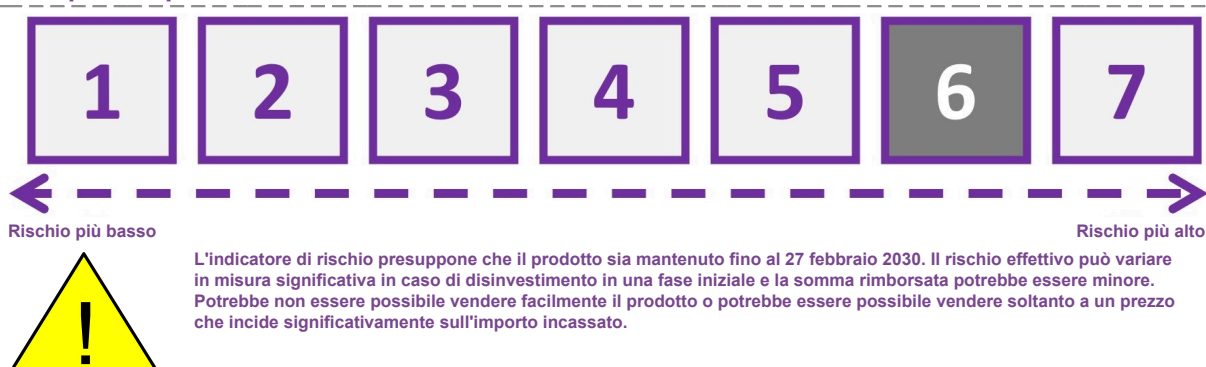 1 2 3 4 5 6 7
Rischio più basso Rischio più alto
L'indicatore di rischio presuppone che il prodotto sia mantenuto fino al 27 febbraio 2030. Il rischio effettivo può variare
in misura significativa in caso di disinvestimento in una fase iniziale e la somma rimborsata potrebbe essere minore.
Potrebbe non essere possibile vendere facilmente il prodotto o potrebbe essere possibile vendere soltanto a un prezzo
che incide significativamente sull'importo incassato.
!